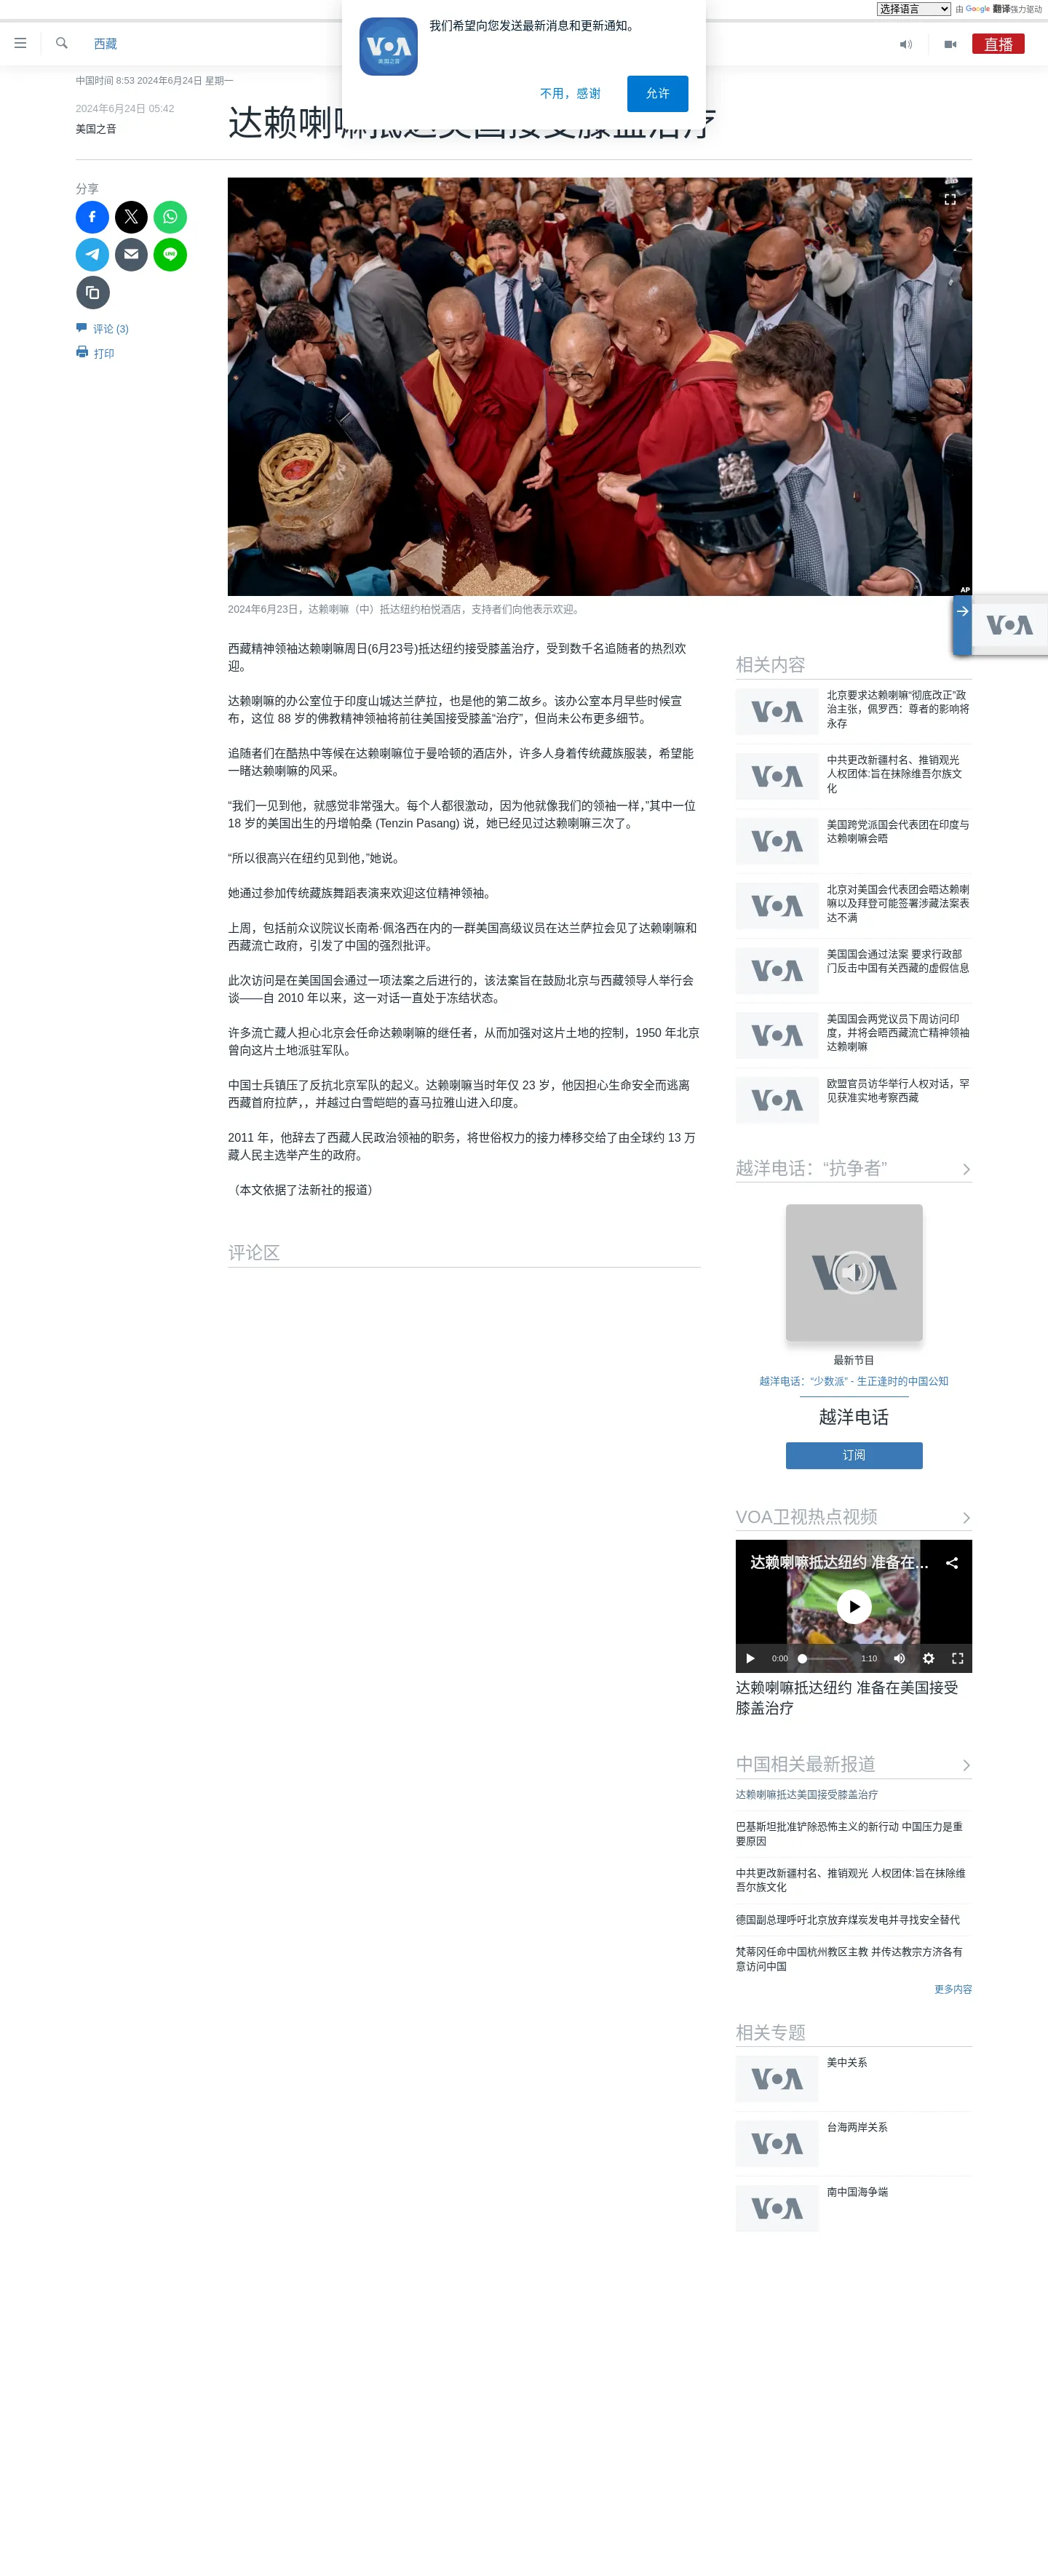 选择语言 由 Google 翻译强力驱动
我们希望向您发送最新消息和更新通知。
VOA
美国之音
不用，感谢
允许
西藏
直播
中国时间 8:53 2024年6月24日 星期一
2024年6月24日 05:42
美国之音
达赖喇嘛抵达美国接受膝盖治疗
分享
评论 (3)
打印
AP
2024年6月23日，达赖喇嘛（中）抵达纽约柏悦酒店，支持者们向他表示欢迎。
西藏精神领袖达赖喇嘛周日(6月23号)抵达纽约接受膝盖治疗，受到数千名追随者的热烈欢
迎。
达赖喇嘛的办公室位于印度山城达兰萨拉，也是他的第二故乡。该办公室本月早些时候宣
布，这位 88 岁的佛教精神领袖将前往美国接受膝盖“治疗”，但尚未公布更多细节。
追随者们在酷热中等候在达赖喇嘛位于曼哈顿的酒店外，许多人身着传统藏族服装，希望能
一睹达赖喇嘛的风采。
“我们一见到他，就感觉非常强大。每个人都很激动，因为他就像我们的领袖一样，”其中一位
18 岁的美国出生的丹增帕桑 (Tenzin Pasang) 说，她已经见过达赖喇嘛三次了。
“所以很高兴在纽约见到他，”她说。
她通过参加传统藏族舞蹈表演来欢迎这位精神领袖。
上周，包括前众议院议长南希·佩洛西在内的一群美国高级议员在达兰萨拉会见了达赖喇嘛和
西藏流亡政府，引发了中国的强烈批评。
此次访问是在美国国会通过一项法案之后进行的，该法案旨在鼓励北京与西藏领导人举行会
谈——自 2010 年以来，这一对话一直处于冻结状态。
许多流亡藏人担心北京会任命达赖喇嘛的继任者，从而加强对这片土地的控制，1950 年北京
曾向这片土地派驻军队。
中国士兵镇压了反抗北京军队的起义。达赖喇嘛当时年仅 23 岁，他因担心生命安全而逃离
西藏首府拉萨，，并越过白雪皑皑的喜马拉雅山进入印度。
2011 年，他辞去了西藏人民政治领袖的职务，将世俗权力的接力棒移交给了由全球约 13 万
藏人民主选举产生的政府。
（本文依据了法新社的报道）
评论区
VOA
相关内容
VOA
北京要求达赖喇嘛“彻底改正”政
治主张，佩罗西：尊者的影响将
永存
VOA
中共更改新疆村名、推销观光
人权团体:旨在抹除维吾尔族文
化
VOA
美国跨党派国会代表团在印度与
达赖喇嘛会晤
VOA
北京对美国会代表团会晤达赖喇
嘛以及拜登可能签署涉藏法案表
达不满
VOA
美国国会通过法案 要求行政部
门反击中国有关西藏的虚假信息
VOA
美国国会两党议员下周访问印
度，并将会晤西藏流亡精神领袖
达赖喇嘛
VOA
欧盟官员访华举行人权对话，罕
见获准实地考察西藏
越洋电话：“抗争者”
VOA
最新节目
越洋电话：“少数派” - 生正逢时的中国公知
越洋电话
订阅
VOA卫视热点视频
达赖喇嘛抵达纽约 准备在...
0:00
1:10
达赖喇嘛抵达纽约 准备在美国接受
膝盖治疗
中国相关最新报道
达赖喇嘛抵达美国接受膝盖治疗
巴基斯坦批准铲除恐怖主义的新行动 中国压力是重
要原因
中共更改新疆村名、推销观光 人权团体:旨在抹除维
吾尔族文化
德国副总理呼吁北京放弃煤炭发电并寻找安全替代
梵蒂冈任命中国杭州教区主教 并传达教宗方济各有
意访问中国
更多内容
相关专题
VOA
美中关系
VOA
台海两岸关系
VOA
南中国海争端